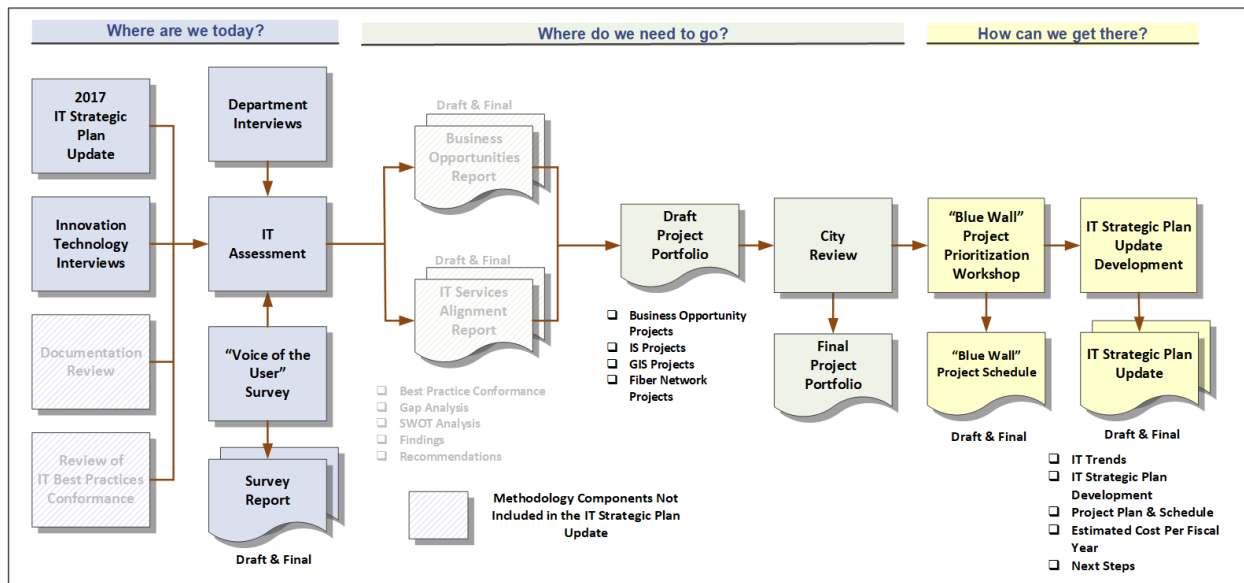 Where are we today?
Where do we need to go?
How can we get there?
2017
IT Strategic
Plan
Update
Department
Interviews
Innovation
Technology
Interviews
IT
Assessment
Documentation
Review
"Voice of the
User"
Survey
Review of
IT Best Practices
Conformance
Survey
Report
Draft & Final
Draft & Final
Business
Opportunities
Report
Draft & Final
IT Services
Alignment
Report
Best Practice Conformance
Gap Analysis
SWOT Analysis
Findings
Recommendations
Methodology Components Not
Included in the IT Strategic Plan
Update
Draft
Project
Portfolio
Business Opportunity
Projects
IS Projects
GIS Projects
Fiber Network
Projects
City
Review
Final
Project
Portfolio
“Blue Wall”
Project
Prioritization
Workshop
“Blue Wall”
Project Schedule
Draft & Final
IT Strategic Plan
Update
Development
IT Strategic Plan
Update
Draft & Final
IT Trends
IT Strategic Plan
Development
Project Plan & Schedule
Estimated Cost Per Fiscal
Year
Next Steps